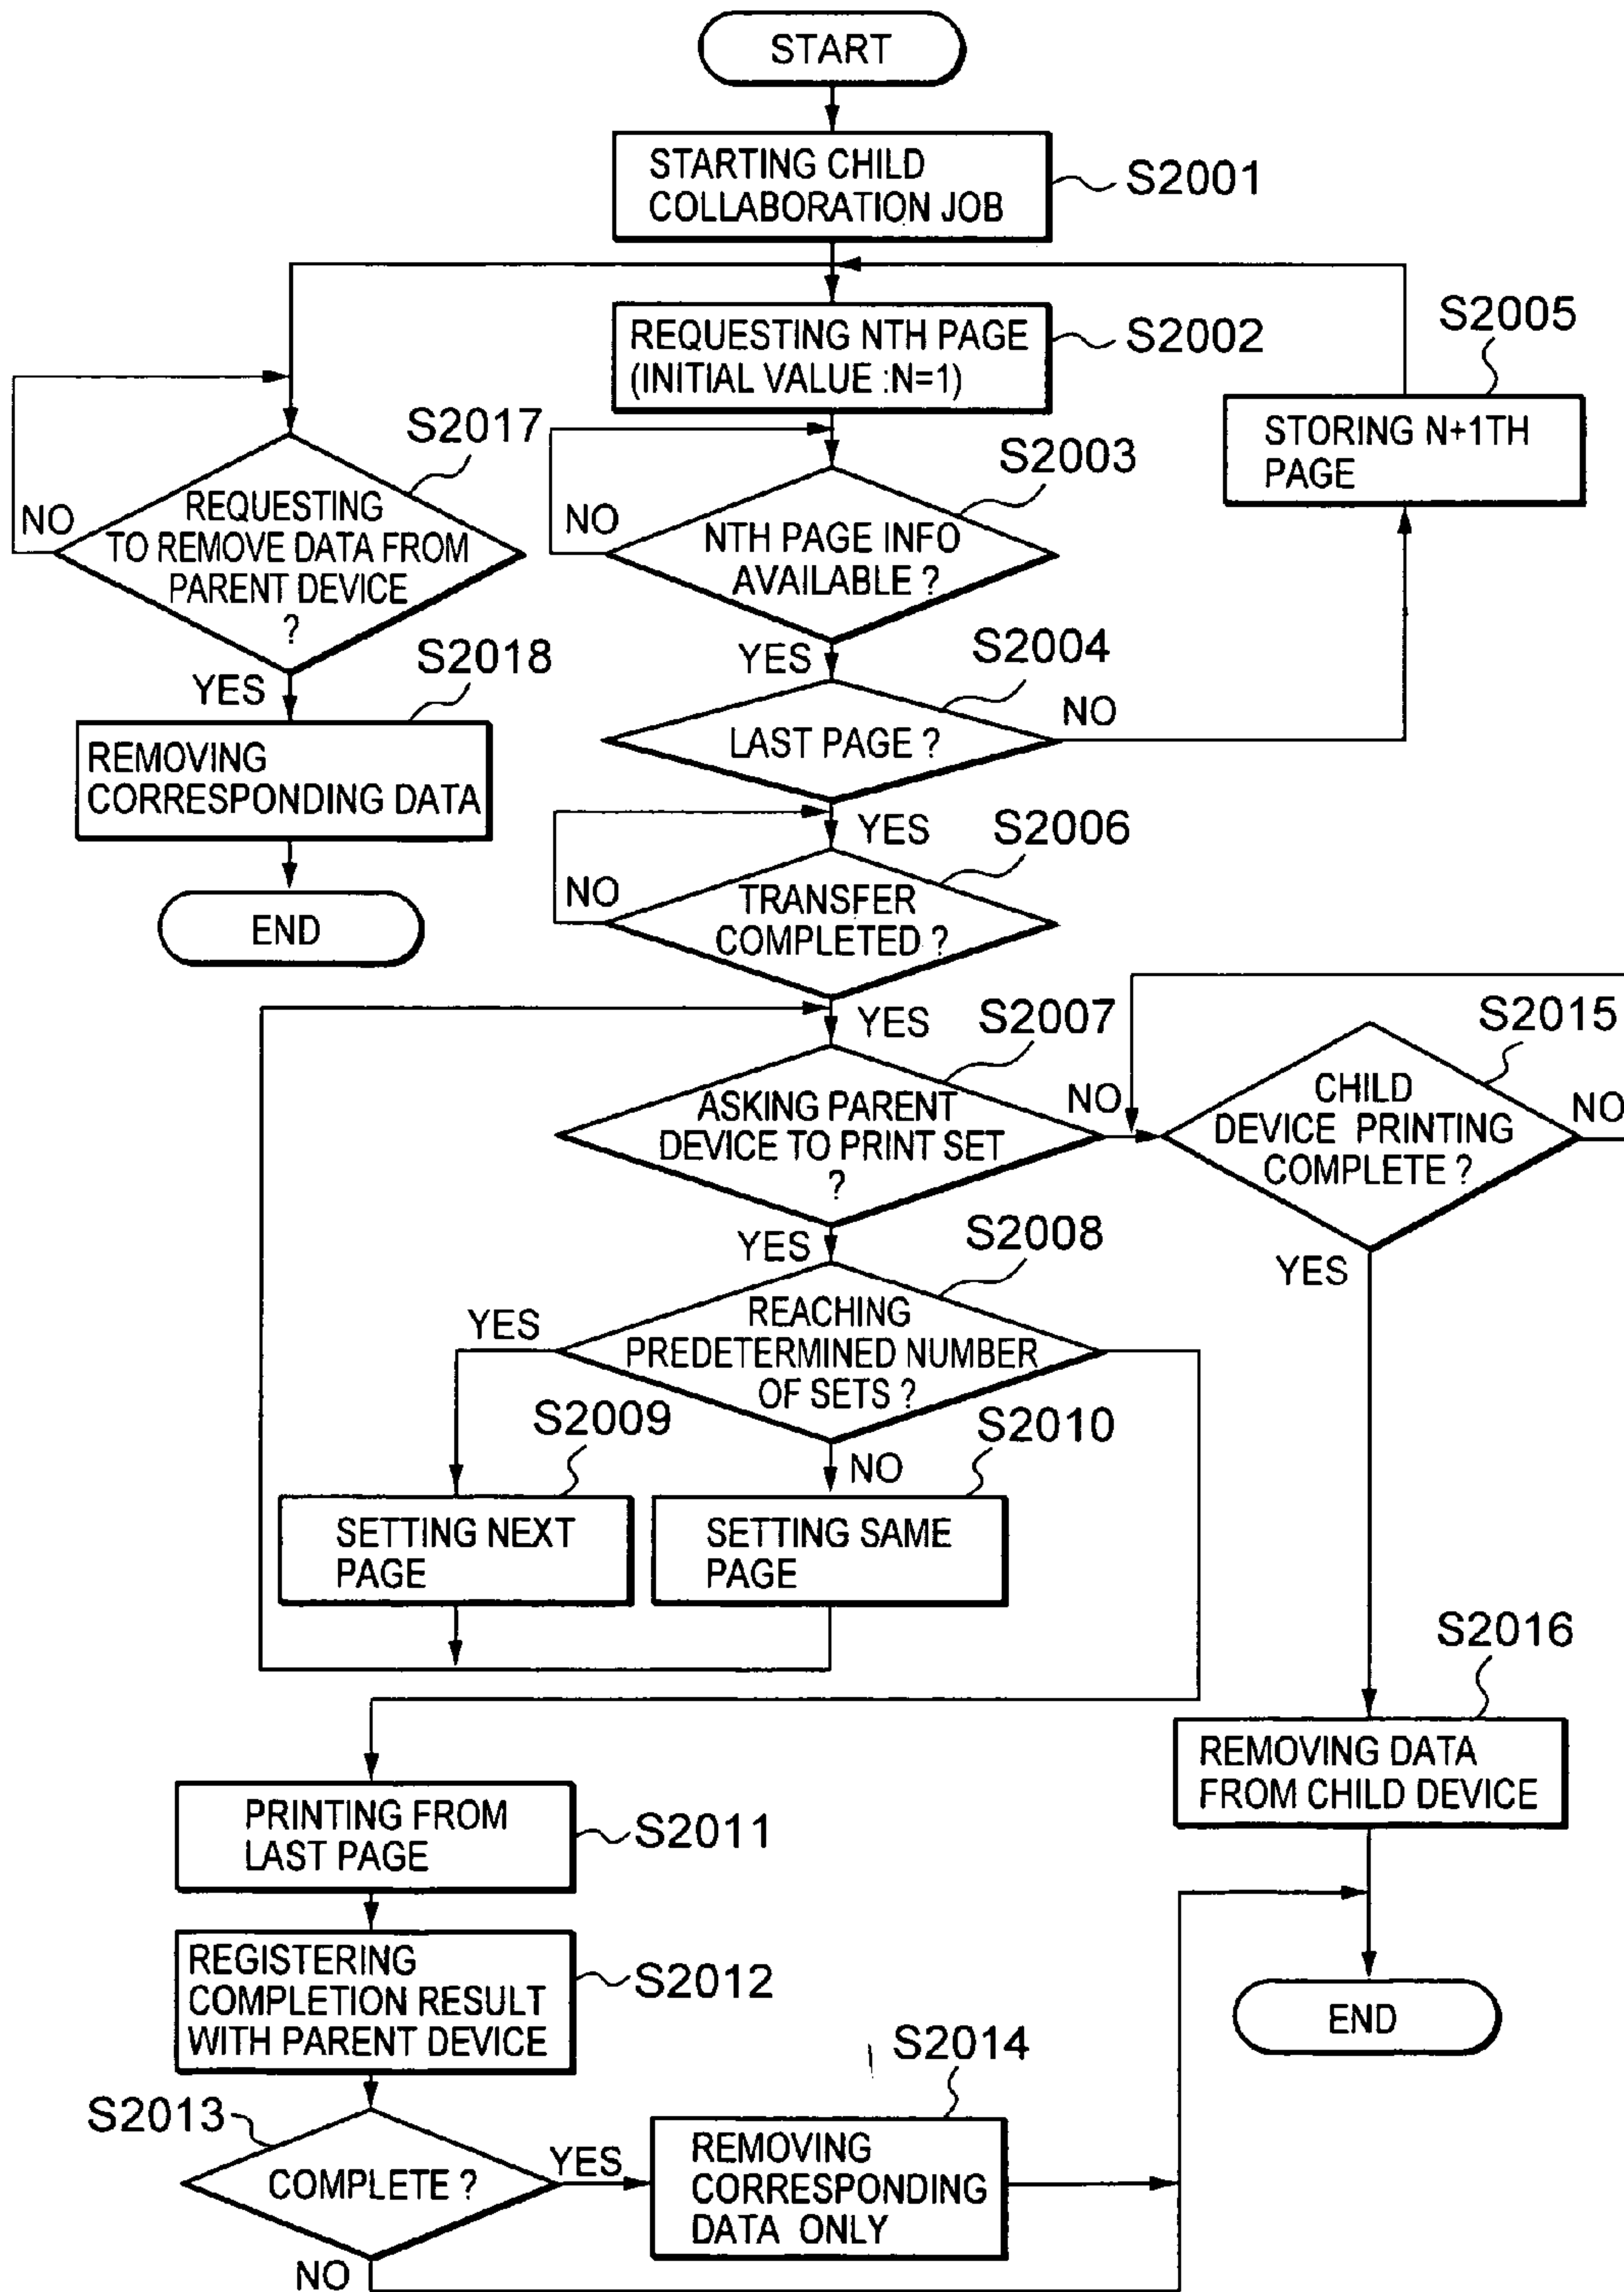 START
STARTING CHILD
COLLABORATION JOB
S2001
REQUESTING NTH PAGE
(INITIAL VALUE :N=1)
S2002
S2005
STORING N+1TH
PAGE
S2017
REQUESTING
TO REMOVE DATA FROM
PARENT DEVICE
?
NO
YES
S2018
REMOVING
CORRESPONDING DATA
END
S2003
NTH PAGE INFO
AVAILABLE ?
NO
YES
S2004
LAST PAGE ?
NO
YES
S2006
TRANSFER
COMPLETED ?
NO
YES
S2007
ASKING PARENT
DEVICE TO PRINT SET
?
NO
YES
S2015
CHILD
DEVICE PRINTING
COMPLETE ?
NO
YES
S2008
REACHING
PREDETERMINED NUMBER
OF SETS ?
YES
NO
S2009
SETTING NEXT
PAGE
S2010
SETTING SAME
PAGE
S2016
REMOVING DATA
FROM CHILD DEVICE
PRINTING FROM
LAST PAGE
S2011
REGISTERING
COMPLETION RESULT
WITH PARENT DEVICE
S2012
END
S2013
COMPLETE ?
YES
NO
S2014
REMOVING
CORRESPONDING
DATA ONLY